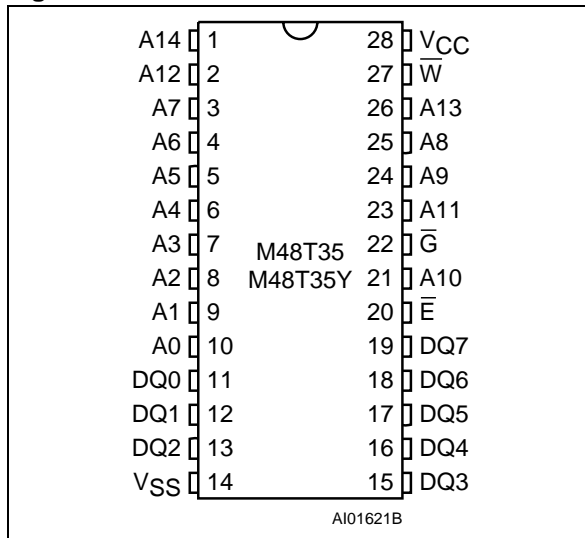 A14 1 28 VCC
A12 2 27 W̅
A7 3 26 A13
A6 4 25 A8
A5 5 24 A9
A4 6 23 A11
A3 7 M48T35 22 G̅
A2 8 M48T35Y 21 A10
A1 9 20 E̅
A0 10 19 DQ7
DQ0 11 18 DQ6
DQ1 12 17 DQ5
DQ2 13 16 DQ4
VSS 14 15 DQ3
AI01621B